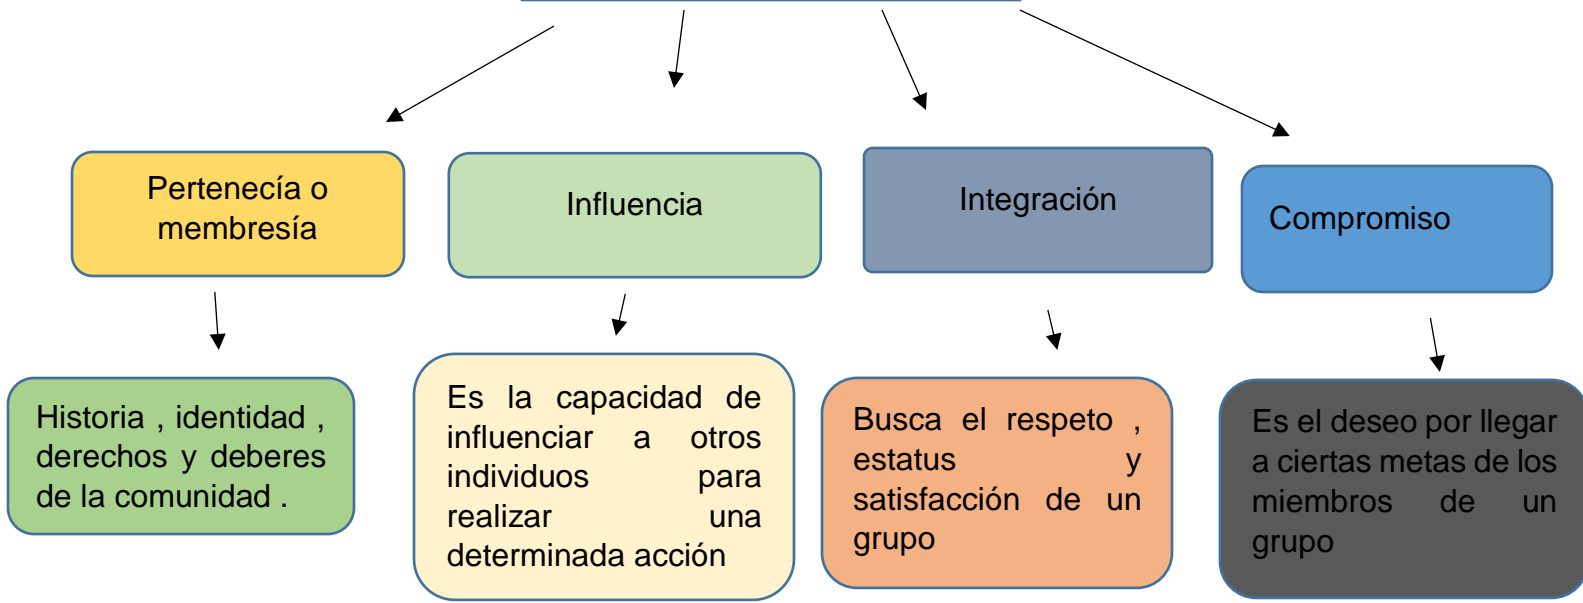 Pertenecía o
membresía
Influencia
Integración
Compromiso
Historia , identidad ,
derechos y deberes
de la comunidad .
Es la capacidad de
influenciar a otros
individuos para
realizar una
determinada acción
Busca el respeto ,
estatus y
satisfacción de un
grupo
Es el deseo por llegar
a ciertas metas de los
miembros de un
grupo